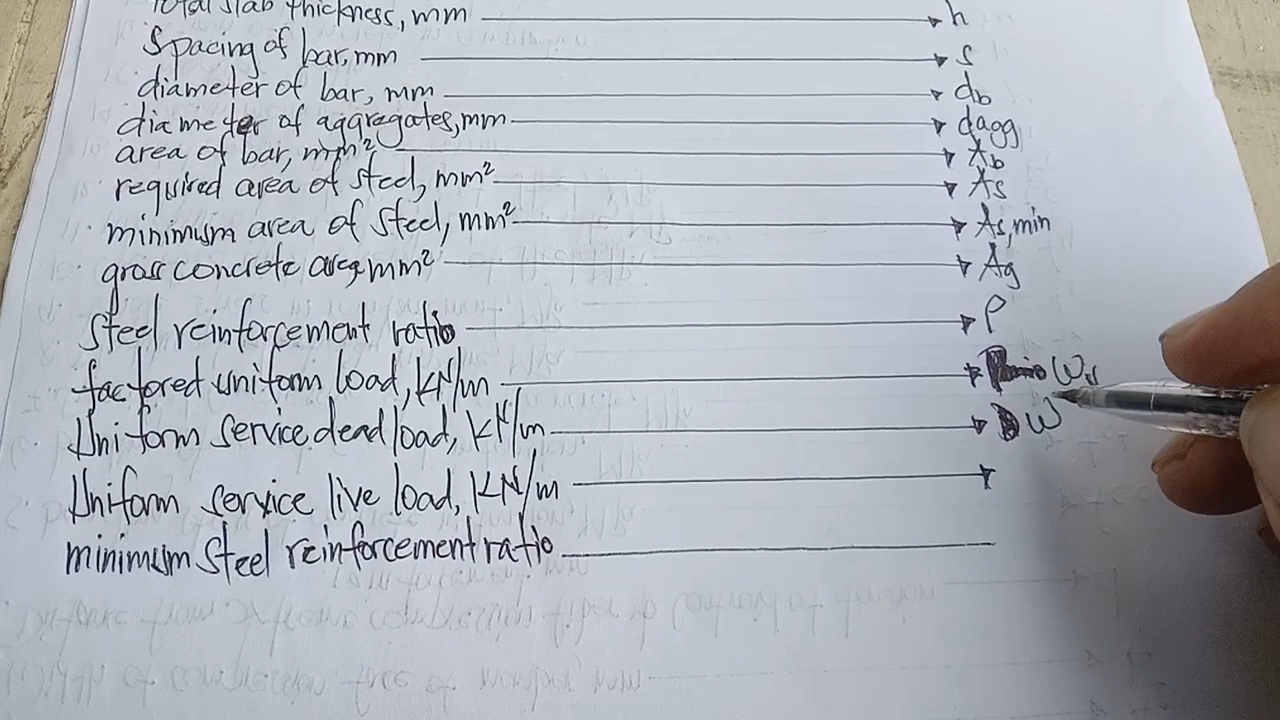 Total slab thickness, mm h
Spacing of bar, mm s
diameter of bar, mm db
diameter of aggregates, mm dagg
area of bar, mm² Ab
required area of steel, mm² As
minimum area of steel, mm² As,min
gross concrete area, mm² Ag
Steel reinforcement ratio ρ
factored uniform load, kN/m Wu
Uniform service dead load, kN/m W
Uniform service live load, kN/m
minimum steel reinforcement ratio